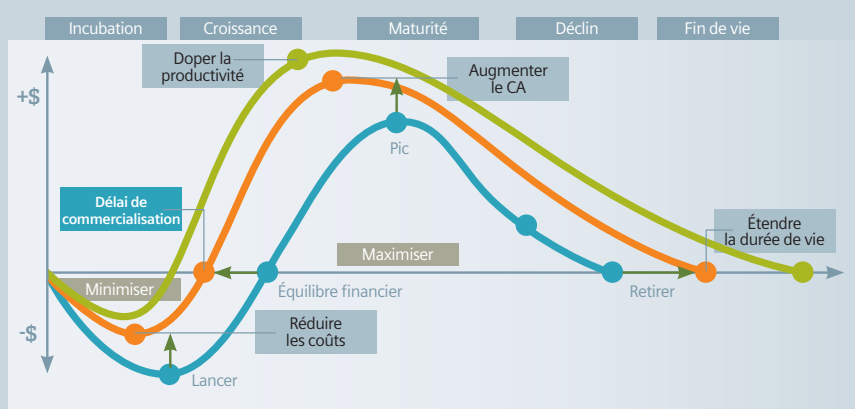 Incubation
Croissance
Maturité
Déclin
Fin de vie
Doper la
productivité
Augmenter
le CA
+$
Pic
Délai de
commercialisation
Étendre
la durée de vie
Maximiser
Minimiser
Équilibre financier
Retirer
Réduire
les coûts
-$
Lancer